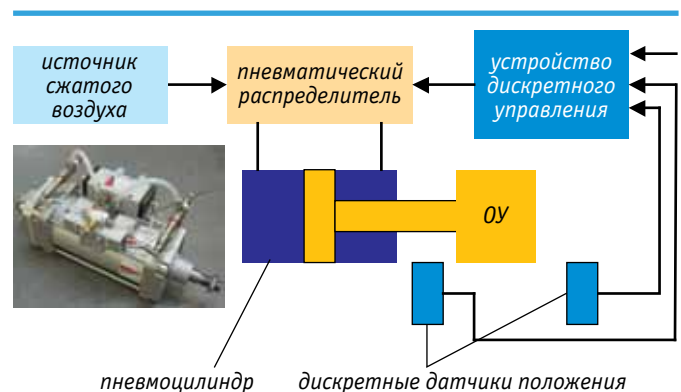 источник
сжатого
воздуха
пневматический
распределитель
устройство
дискретного
управления
ОУ
пневмоцилиндр
дискретные датчики положения